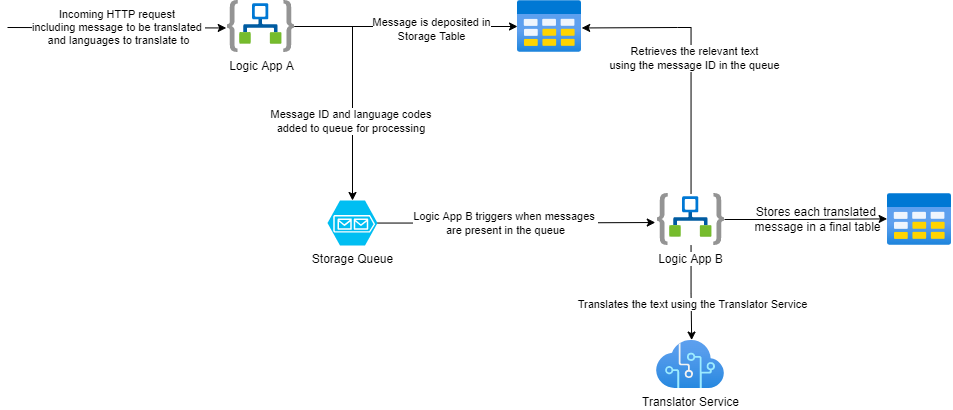 Incoming HTTP request
including message to be translated
and languages to translate to
Logic App A
Message is deposited in
Storage Table
Retrieves the relevant text
using the message ID in the queue
Message ID and language codes
added to queue for processing
Storage Queue
Logic App B triggers when messages
are present in the queue
Logic App B
Stores each translated
message in a final table
Translates the text using the Translator Service
Translator Service